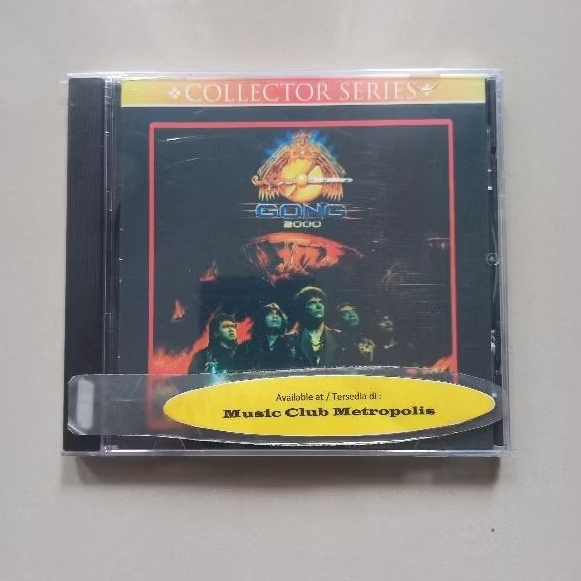 COLLECTOR SERIES
GONG
2000
Available at / Tersedia di :
Music Club Metropolis